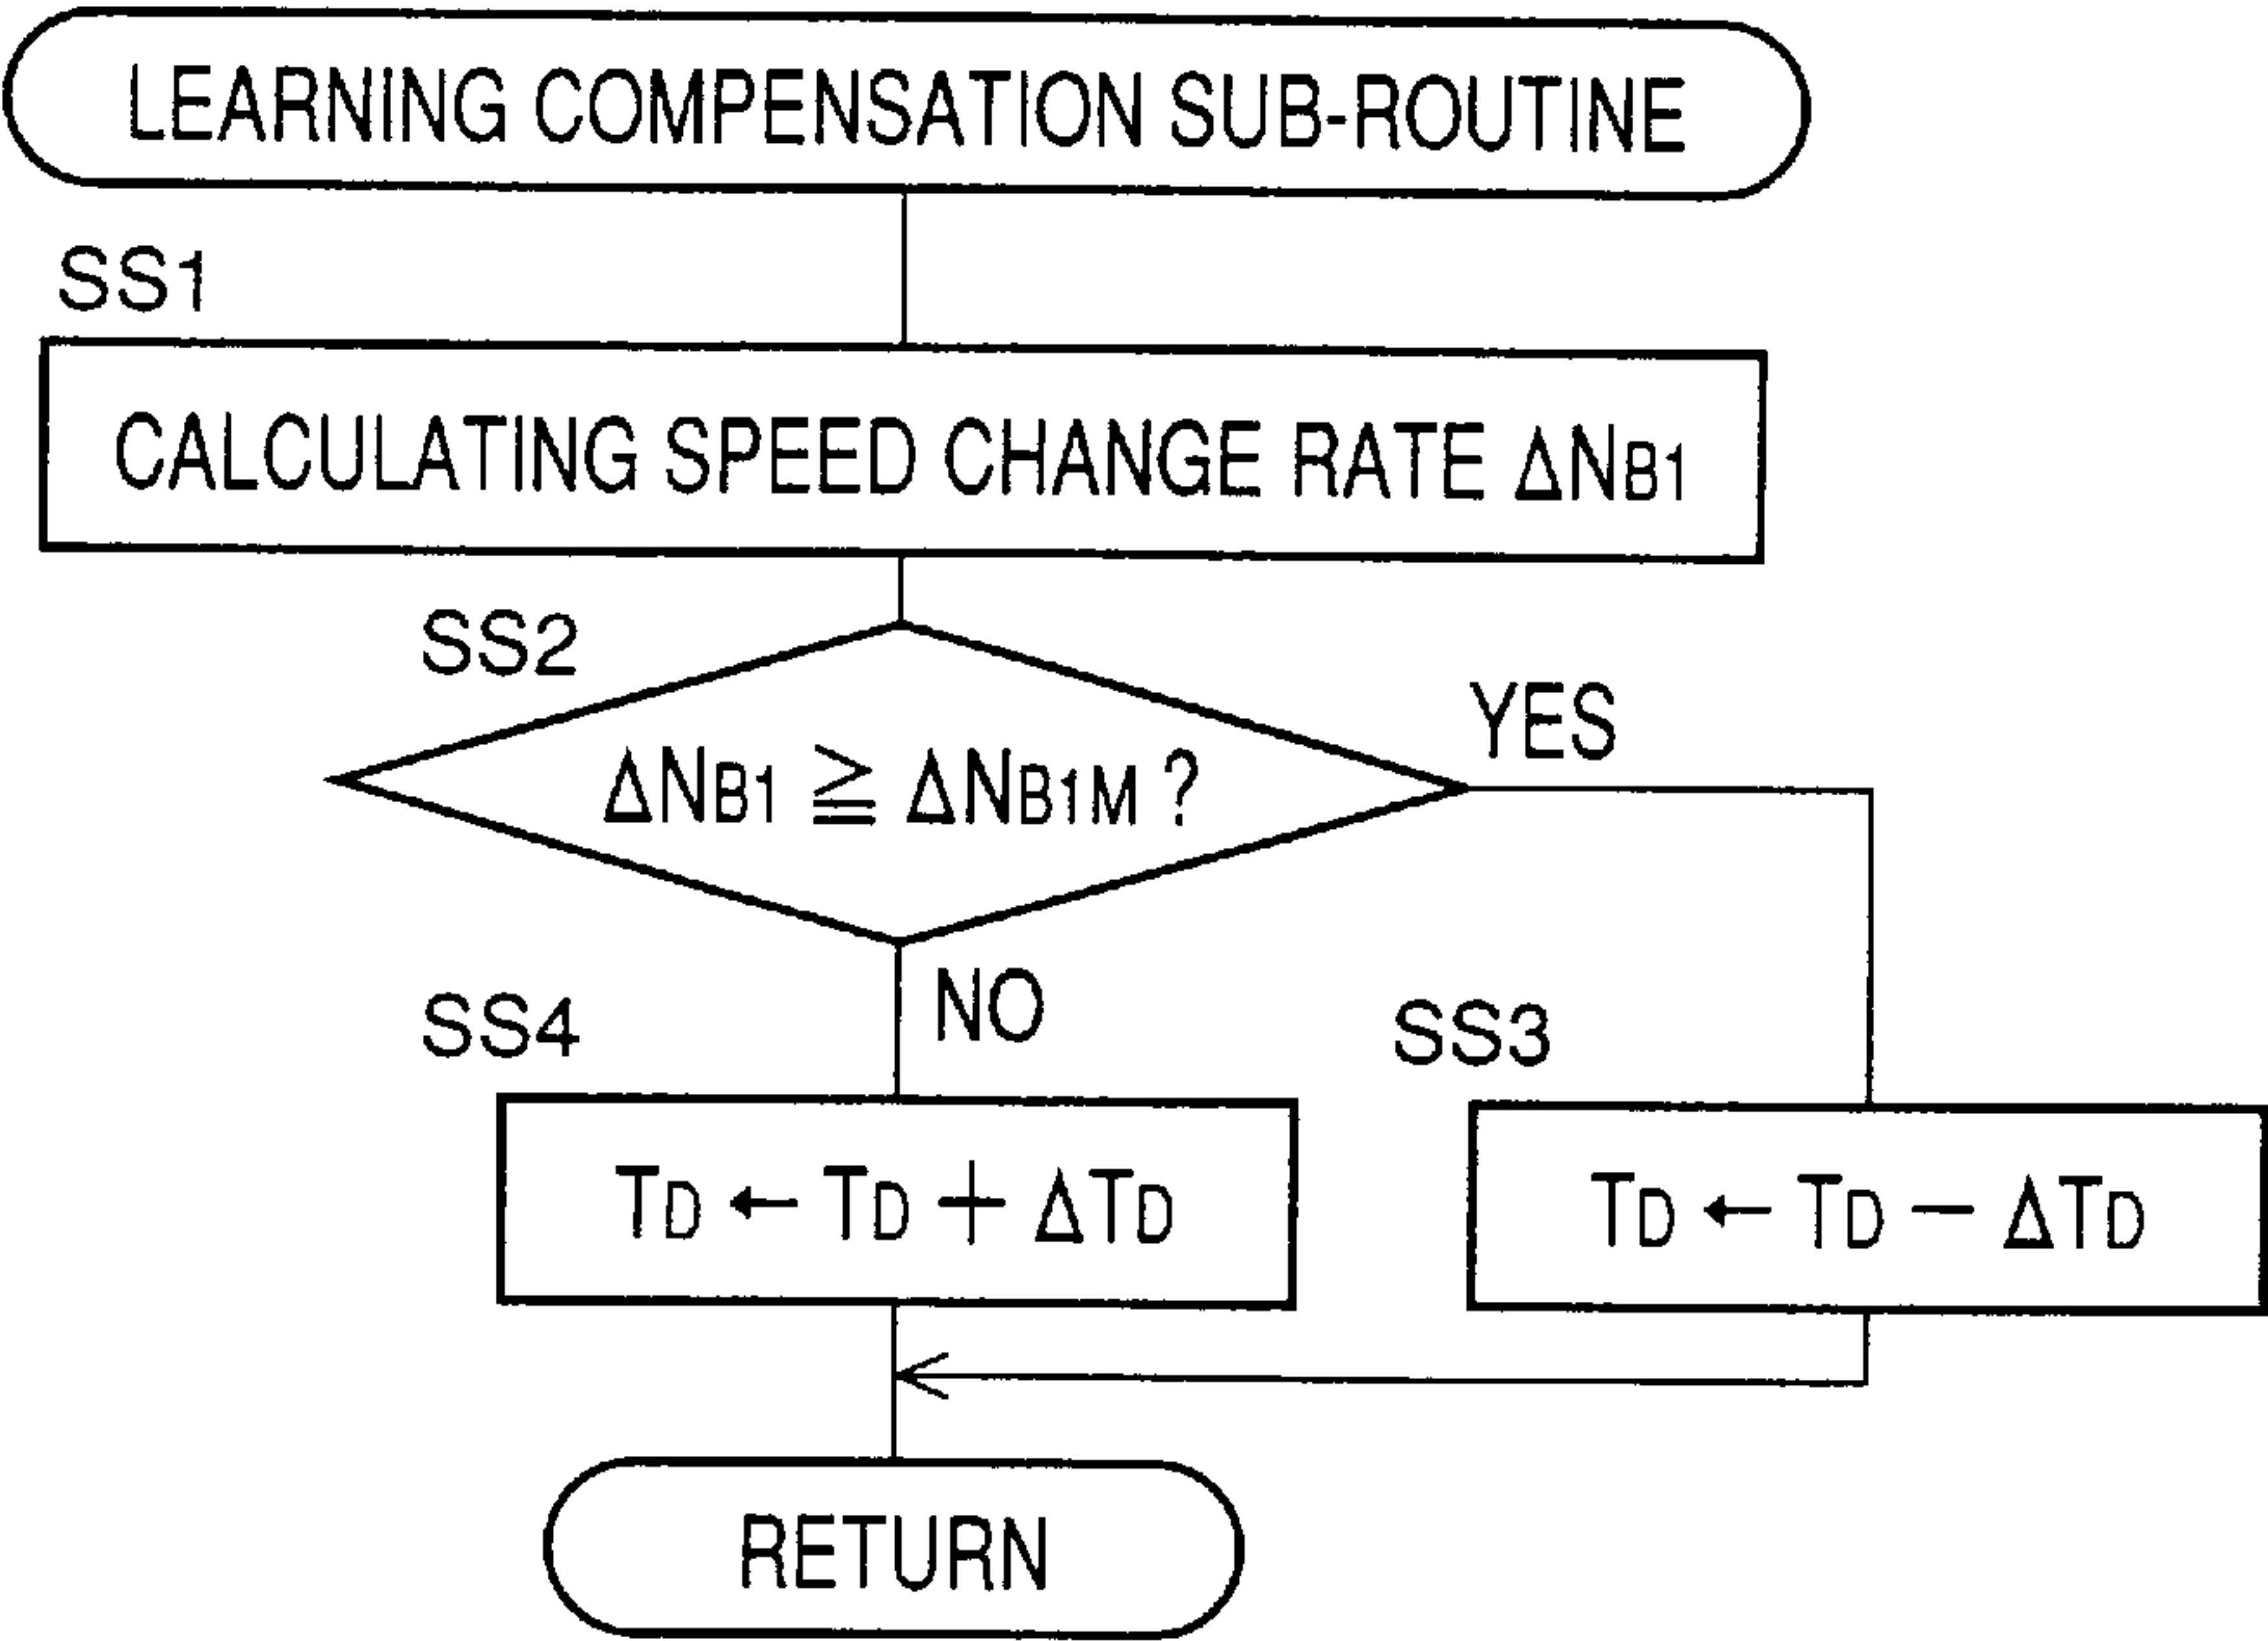 LEARNING COMPENSATION SUB-ROUTINE
SS1
CALCULATING SPEED CHANGE RATE ΔNB1
SS2
ΔNB1 ≧ ΔNB1M ?
YES
NO
SS4
SS3
TD ← TD + ΔTD
TD ← TD − ΔTD
RETURN